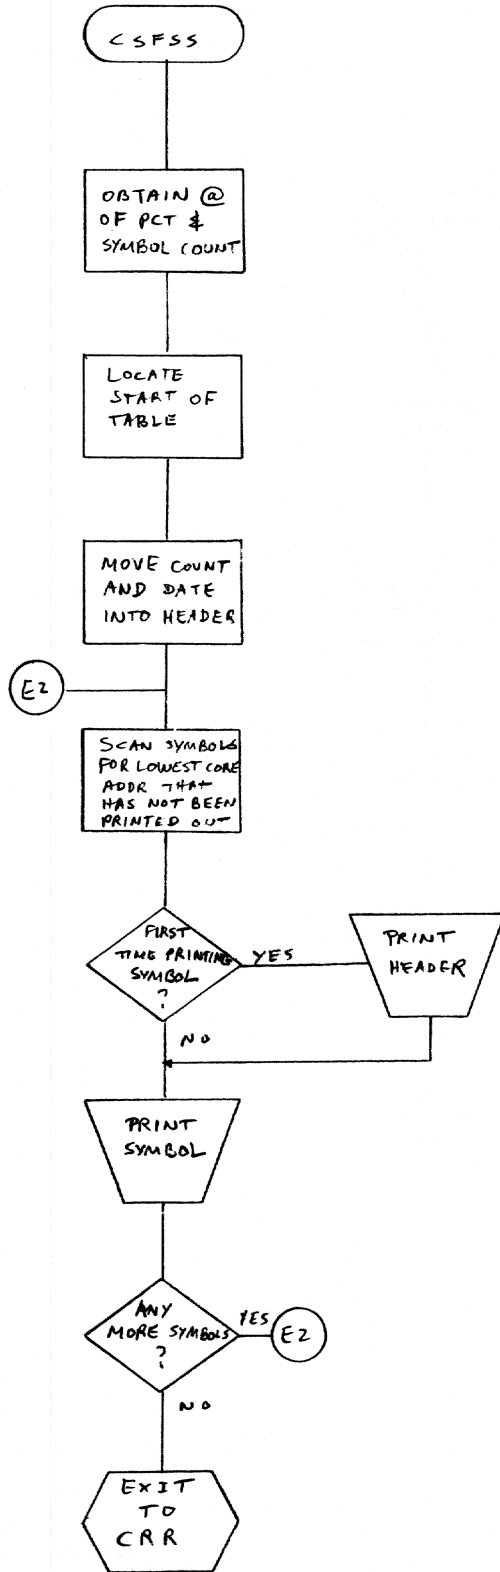 CSFSS
OBTAIN @
OF PCT &
SYMBOL COUNT
LOCATE
START OF
TABLE
MOVE COUNT
AND DATE
INTO HEADER
E2
SCAN SYMBOLS
FOR LOWEST CORE
ADDR THAT
HAS NOT BEEN
PRINTED OUT
FIRST
TIME PRINTING
SYMBOL
?
YES
PRINT
HEADER
NO
PRINT
SYMBOL
ANY
MORE SYMBOLS
?
YES
E2
NO
EXIT
TO
CRR